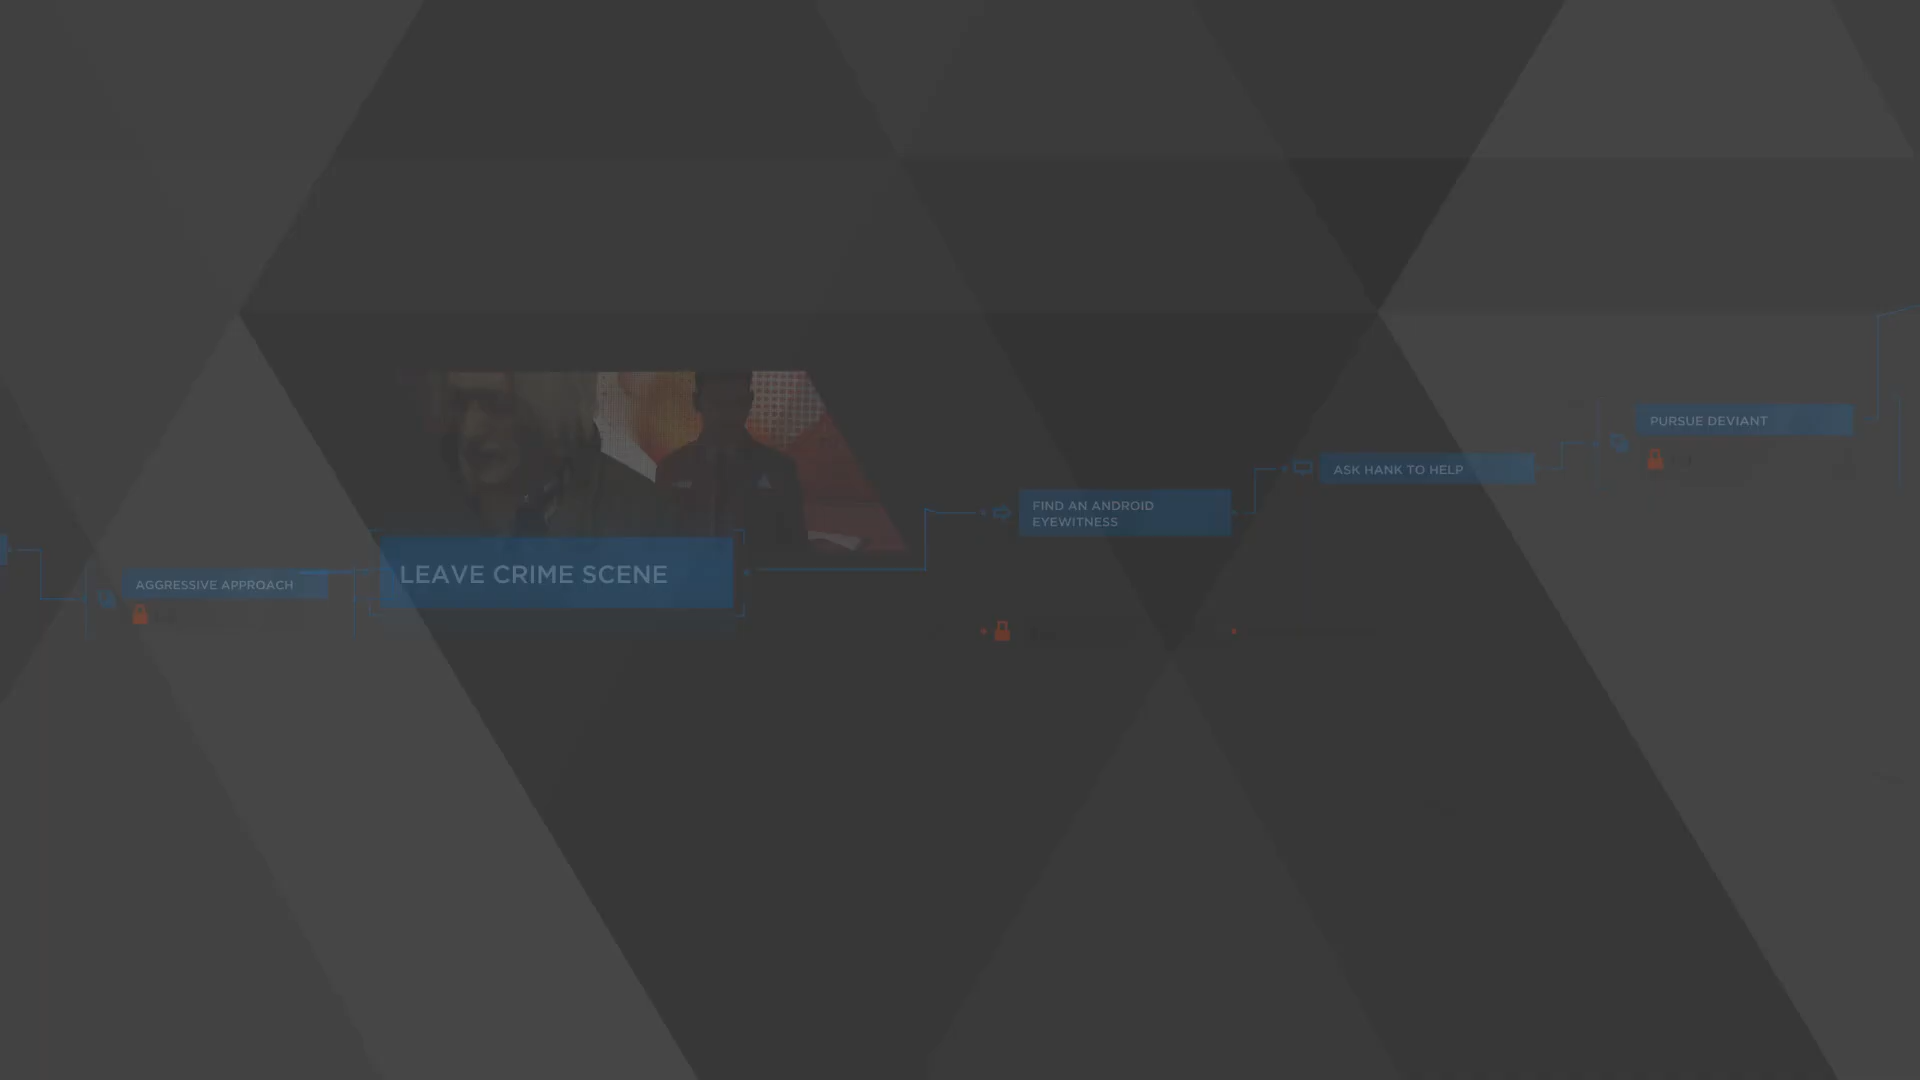 AGGRESSIVE APPROACH
LEAVE CRIME SCENE
FIND AN ANDROID
EYEWITNESS
ASK HANK TO HELP
PURSUE DEVIANT